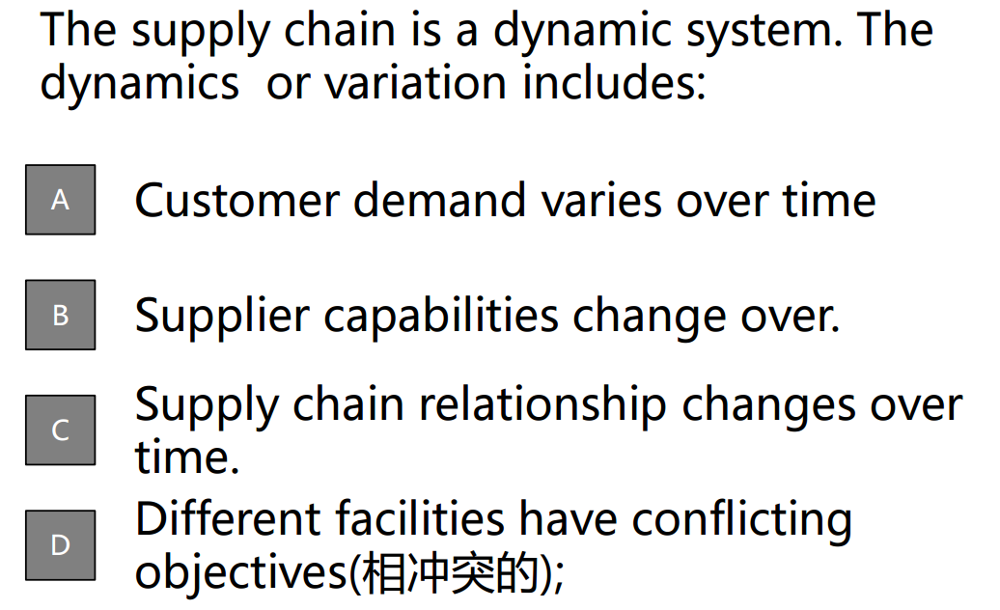 The supply chain is a dynamic system. The
dynamics  or variation includes:
A
Customer demand varies over time
B
Supplier capabilities change over.
C
Supply chain relationship changes over
time.
D
Different facilities have conflicting
objectives(相冲突的);